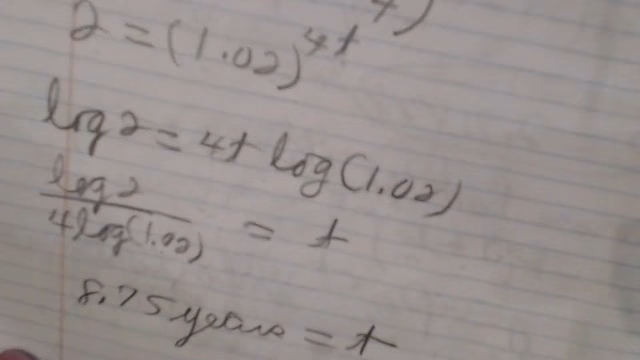 4)
2 = (1.02)^4t
log 2 = 4t log(1.02)
log 2 / 4 log(1.02) = t
8.75 years = t